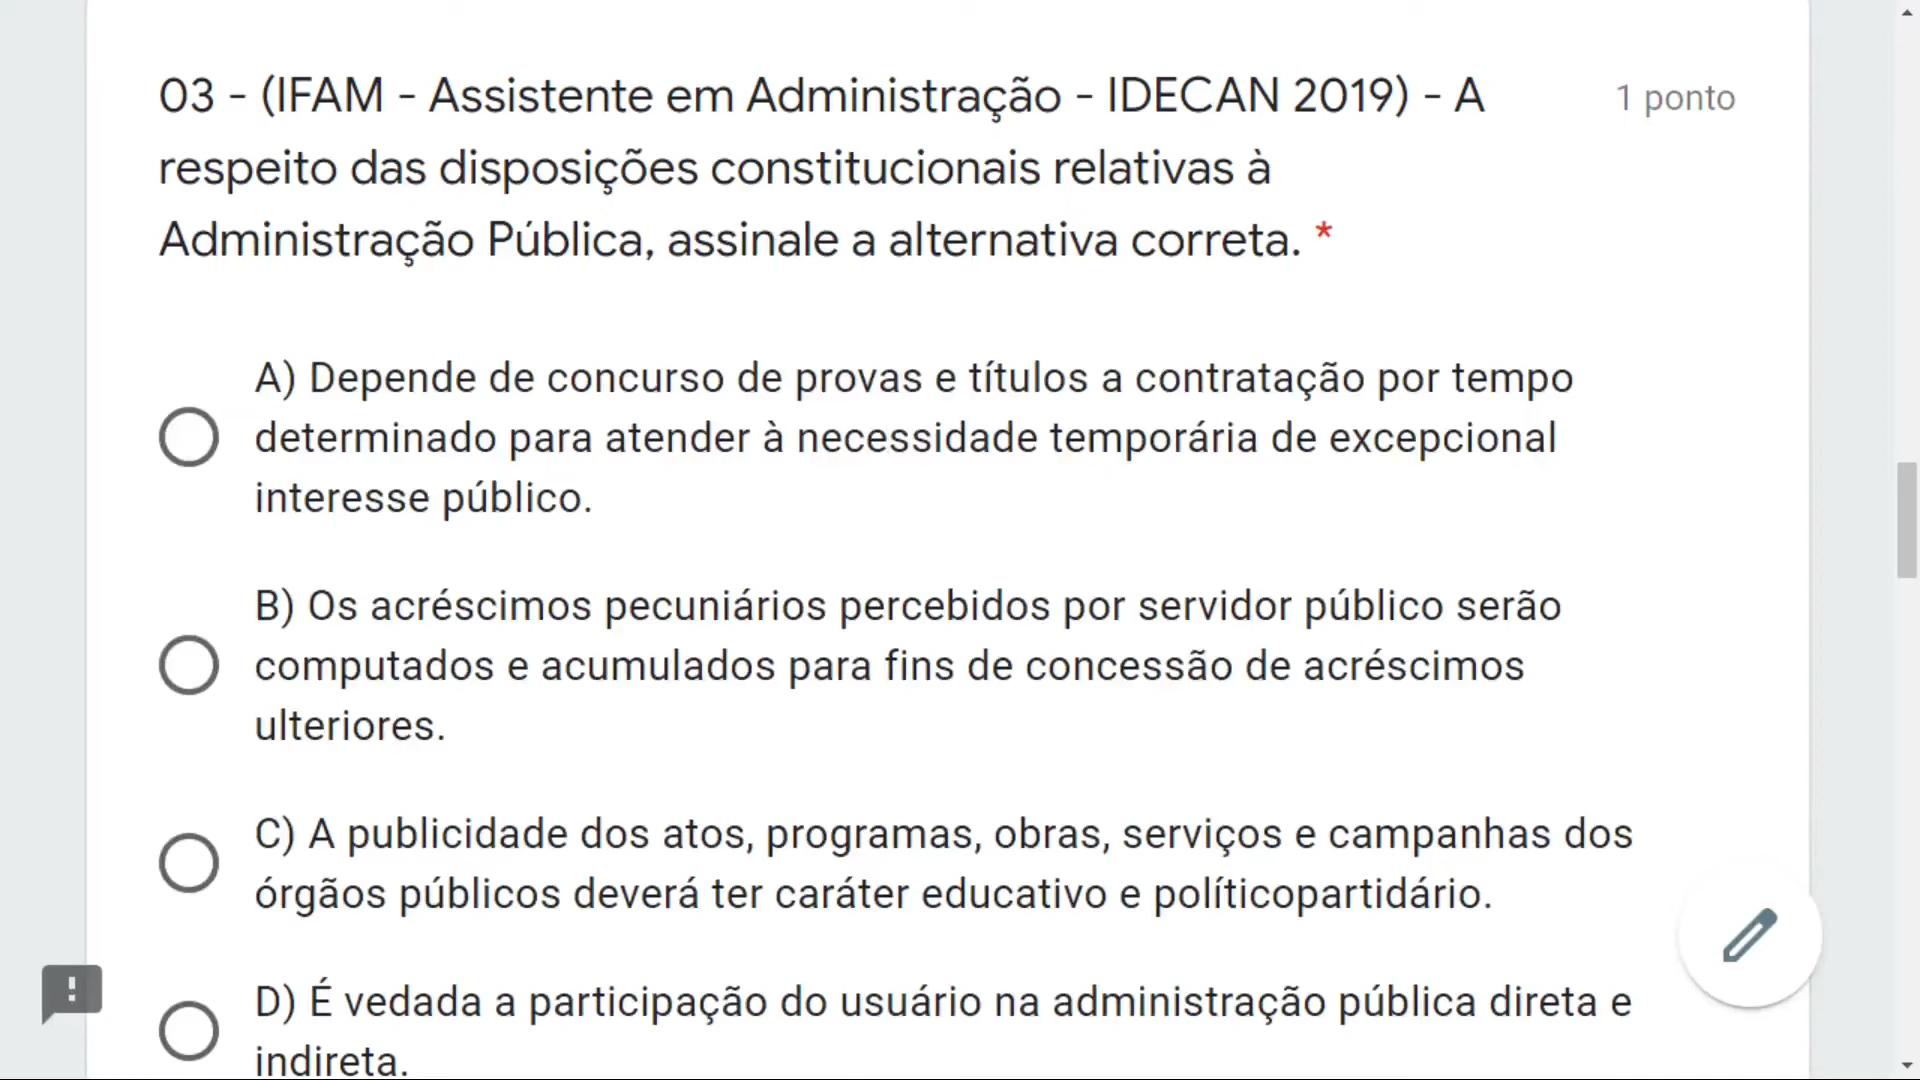 03 - (IFAM - Assistente em Administração - IDECAN 2019) - A
1 ponto
respeito das disposições constitucionais relativas à
Administração Pública, assinale a alternativa correta. *
A) Depende de concurso de provas e títulos a contratação por tempo
determinado para atender à necessidade temporária de excepcional
interesse público.
B) Os acréscimos pecuniários percebidos por servidor público serão
computados e acumulados para fins de concessão de acréscimos
ulteriores.
C) A publicidade dos atos, programas, obras, serviços e campanhas dos
órgãos públicos deverá ter caráter educativo e políticopartidário.
D) É vedada a participação do usuário na administração pública direta e
indireta.